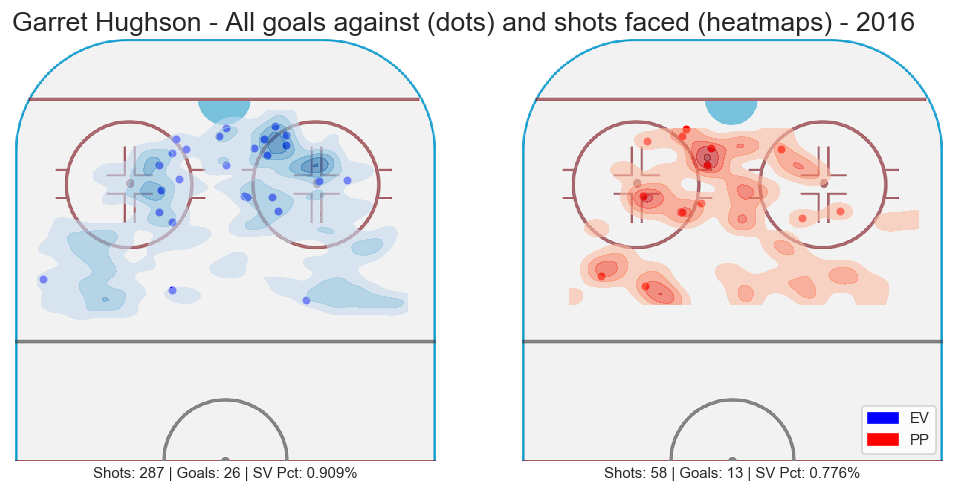 Garret Hughson - All goals against (dots) and shots faced (heatmaps) - 2016
EV
PP
Shots: 287 | Goals: 26 | SV Pct: 0.909%
Shots: 58 | Goals: 13 | SV Pct: 0.776%